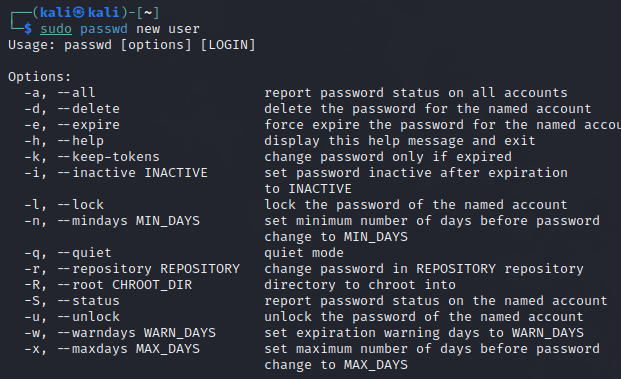 ┌──(kali㉿kali)-[~]
└─$ sudo passwd new user
Usage: passwd [options] [LOGIN]

Options:
  -a, --all                     report password status on all accounts
  -d, --delete                  delete the password for the named account
  -e, --expire                  force expire the password for the named accou
  -h, --help                    display this help message and exit
  -k, --keep-tokens             change password only if expired
  -i, --inactive INACTIVE       set password inactive after expiration
                                to INACTIVE
  -l, --lock                    lock the password of the named account
  -n, --mindays MIN_DAYS        set minimum number of days before password
                                change to MIN_DAYS
  -q, --quiet                   quiet mode
  -r, --repository REPOSITORY   change password in REPOSITORY repository
  -R, --root CHROOT_DIR         directory to chroot into
  -S, --status                  report password status on the named account
  -u, --unlock                  unlock the password of the named account
  -w, --warndays WARN_DAYS      set expiration warning days to WARN_DAYS
  -x, --maxdays MAX_DAYS        set maximum number of days before password
                                change to MAX_DAYS